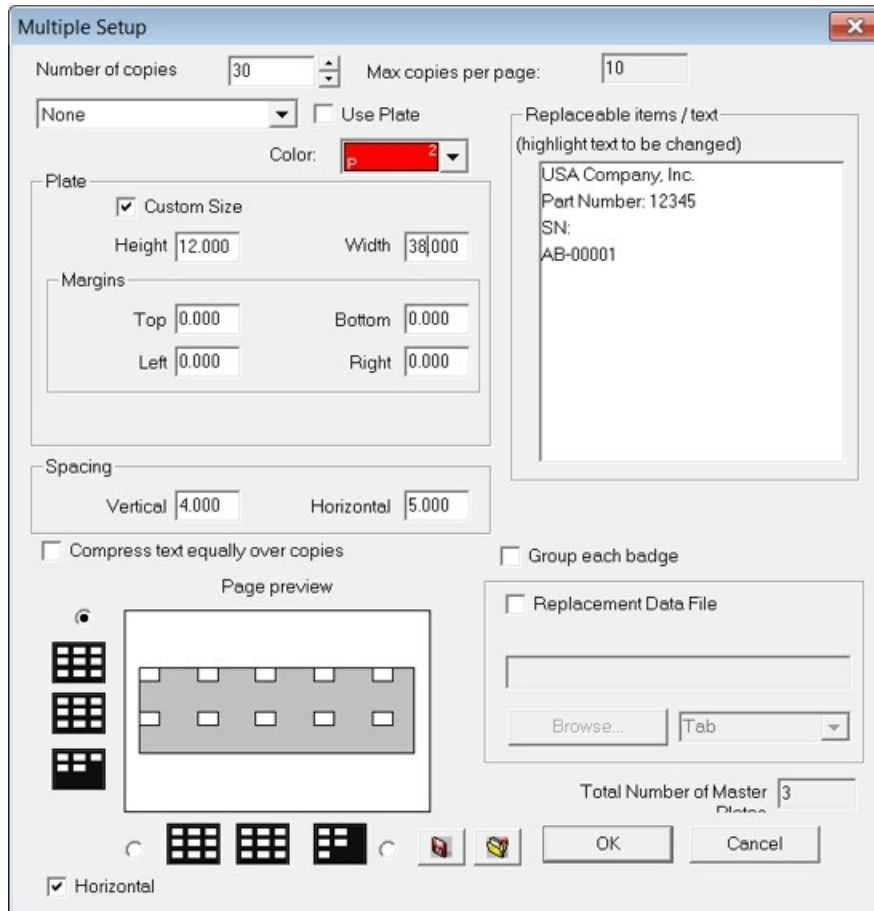 Multiple Setup
Number of copies 30 Max copies per page: 10
None Use Plate
Color: P 2
Replaceable items / text
(highlight text to be changed)
USA Company, Inc.
Part Number: 12345
SN:
AB-00001
Plate
Custom Size
Height 12.000 Width 38.000
Margins
Top 0.000 Bottom 0.000
Left 0.000 Right 0.000
Spacing
Vertical 4.000 Horizontal 5.000
Compress text equally over copies
Group each badge
Page preview
Replacement Data File
Browse... Tab
Total Number of Master 3
Plates
OK Cancel
Horizontal